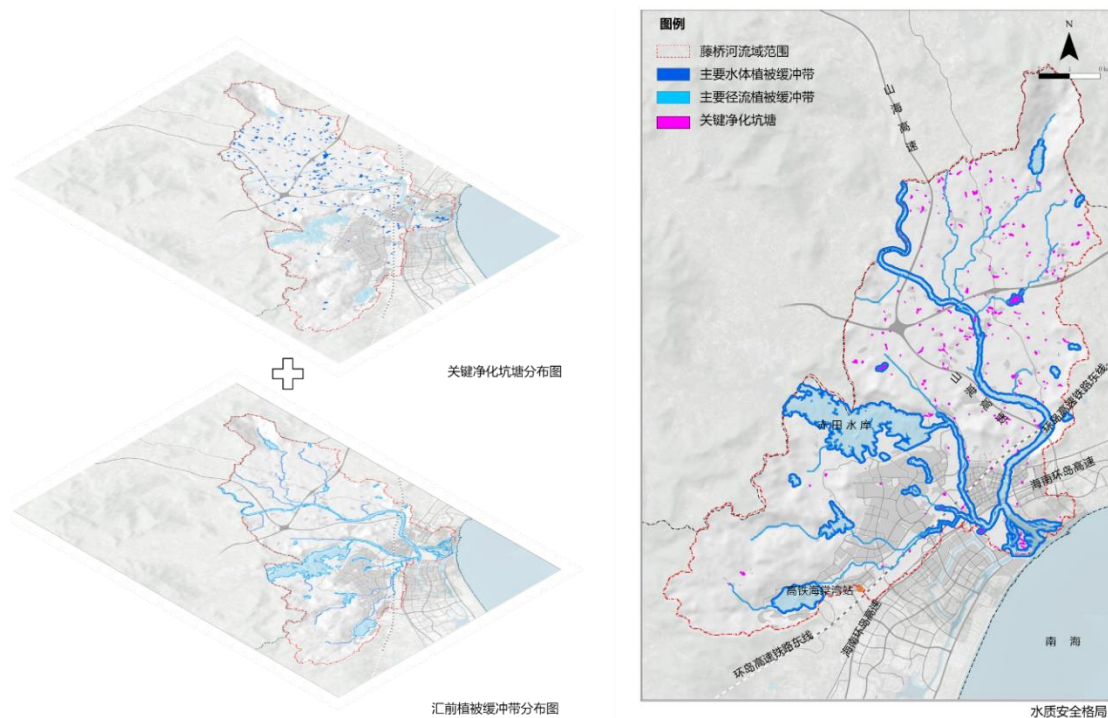 关键净化坑塘分布图
汇前植被缓冲带分布图
图例
藤桥河流域范围
主要水体植被缓冲带
主要径流植被缓冲带
关键净化坑塘
N
山海高速
山海高速
环岛高速铁路东线
海南环岛高速
赤田水库
高铁海棠湾站
海南环岛高速
环岛高速铁路东线
南海
水质安全格局